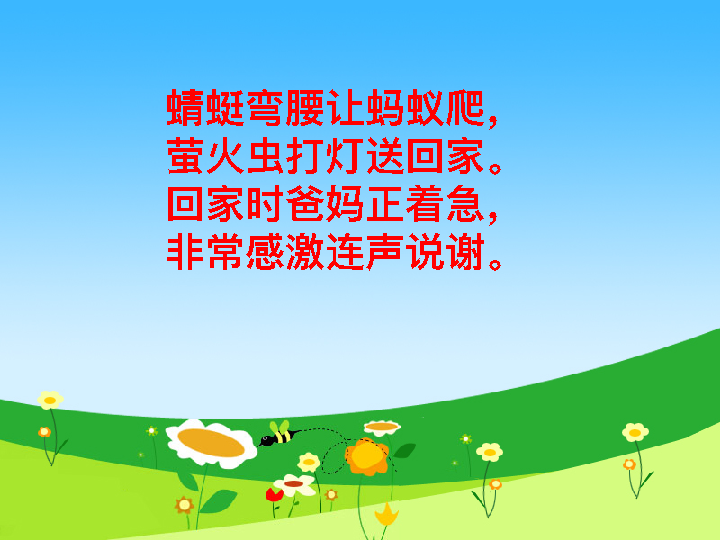 蜻蜓弯腰让蚂蚁爬，
萤火虫打灯送回家。
回家时爸妈正着急，
非常感激连声说谢。